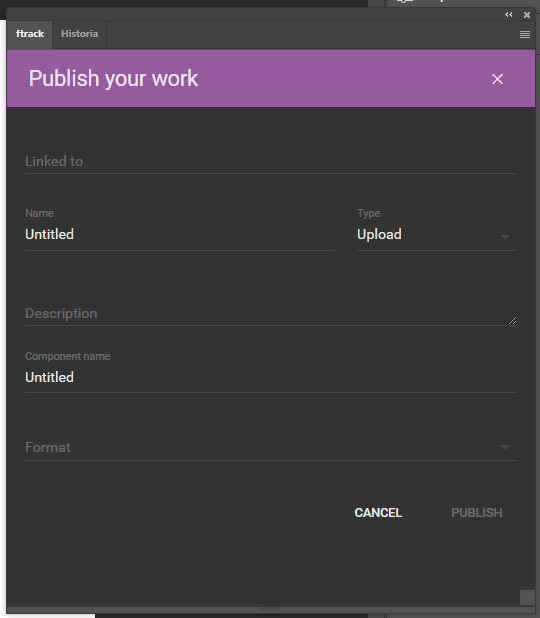 ftrack Historia
Publish your work
Linked to
Name Type
Untitled Upload
Description
Component name
Untitled
Format
CANCEL PUBLISH